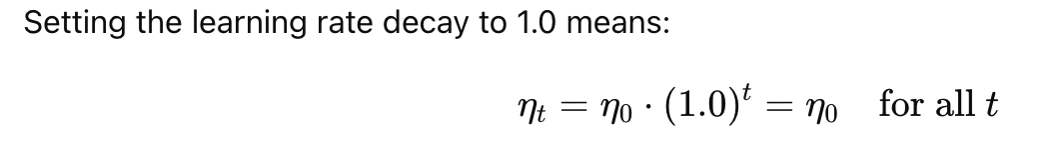 Setting the learning rate decay to 1.0 means:
ηₜ = η₀ · (1.0)ᵗ = η₀ for all t